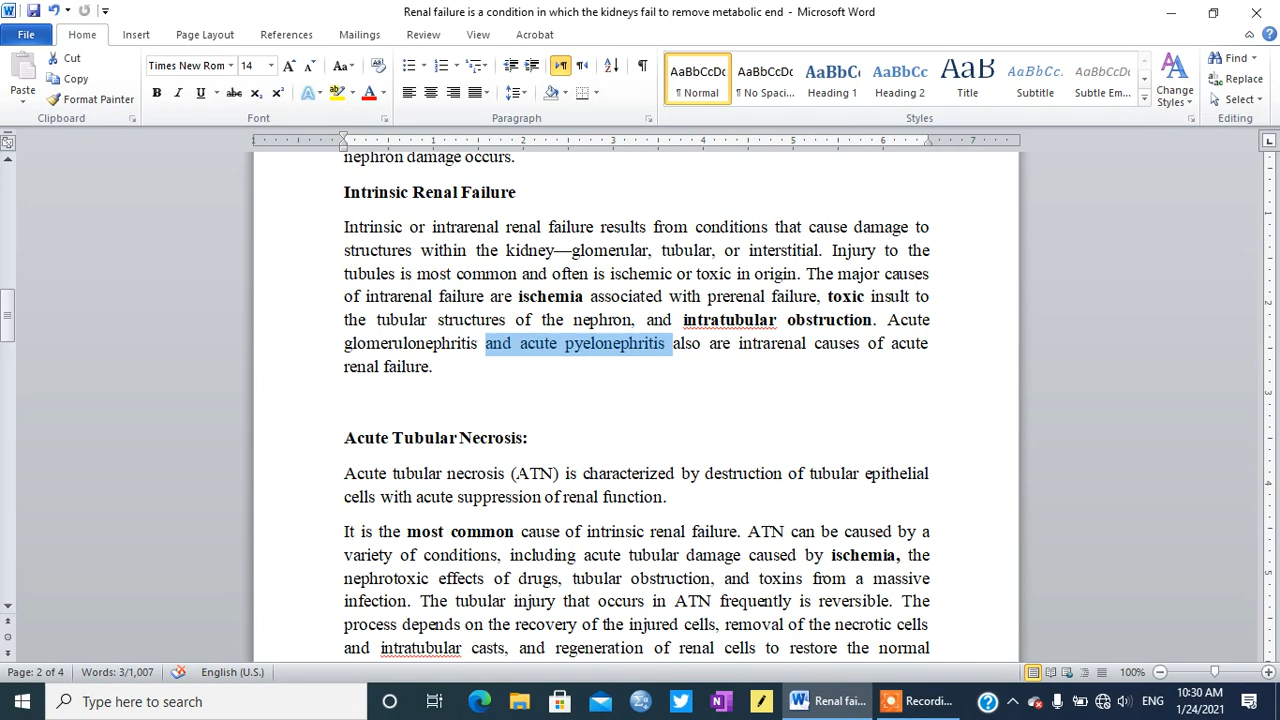 Renal failure is a condition in which the kidneys fail to remove metabolic end - Microsoft Word
File Home Insert Page Layout References Mailings Review View Acrobat
Paste Cut Copy Format Painter Clipboard
Times New Rom 14 Font
Paragraph
AaBbCcDc ¶ Normal AaBbCcDc ¶ No Spaci... AaBbCc Heading 1 AaBbCc Heading 2 AaB Title AaBbCc. Subtitle AaBbCcDc Subtle Em... Change Styles Styles
Find Replace Select Editing
nephron damage occurs.
Intrinsic Renal Failure
Intrinsic or intrarenal renal failure results from conditions that cause damage to
structures within the kidney—glomerular, tubular, or interstitial. Injury to the
tubules is most common and often is ischemic or toxic in origin. The major causes
of intrarenal failure are ischemia associated with prerenal failure, toxic insult to
the tubular structures of the nephron, and intratubular obstruction. Acute
glomerulonephritis and acute pyelonephritis also are intrarenal causes of acute
renal failure.
Acute Tubular Necrosis:
Acute tubular necrosis (ATN) is characterized by destruction of tubular epithelial
cells with acute suppression of renal function.
It is the most common cause of intrinsic renal failure. ATN can be caused by a
variety of conditions, including acute tubular damage caused by ischemia, the
nephrotoxic effects of drugs, tubular obstruction, and toxins from a massive
infection. The tubular injury that occurs in ATN frequently is reversible. The
process depends on the recovery of the injured cells, removal of the necrotic cells
and intratubular casts, and regeneration of renal cells to restore the normal
Page: 2 of 4 Words: 3/1,007 English (U.S.) 100%
Type here to search Renal fai... Recordi... ENG 10:30 AM 1/24/2021